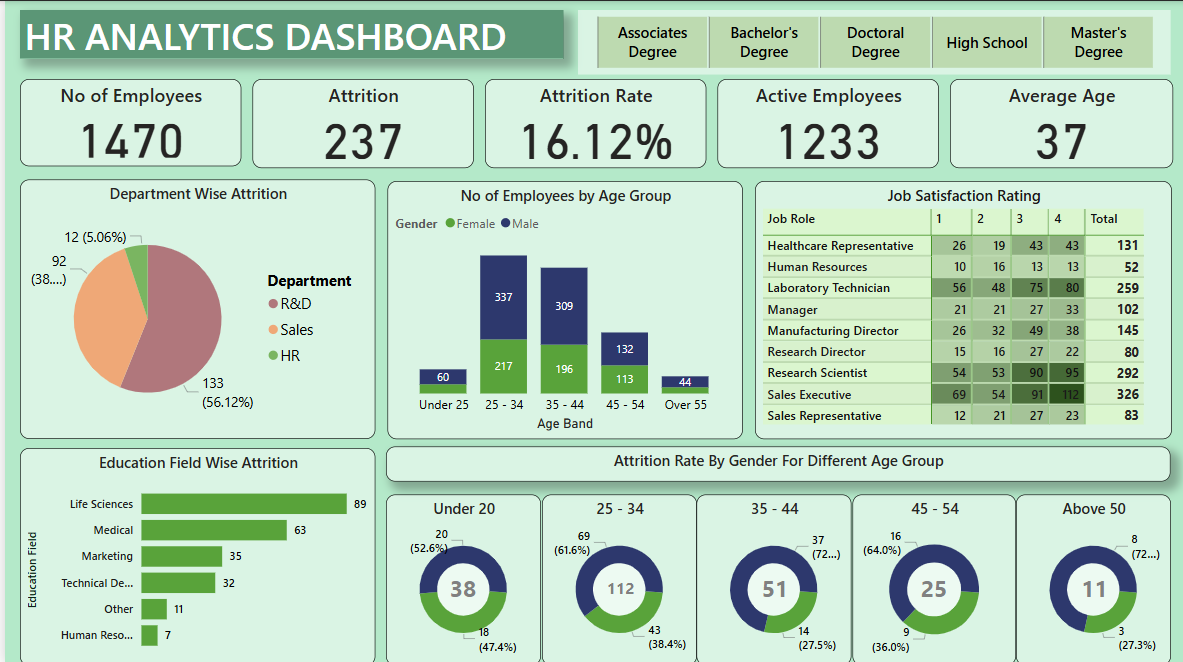 HR ANALYTICS DASHBOARD
Associates
Degree
Bachelor's
Degree
Doctoral
Degree
High School
Master's
Degree
No of Employees
1470
Attrition
237
Attrition Rate
16.12%
Active Employees
1233
Average Age
37
Department Wise Attrition
12 (5.06%)
92
(38....)
133
(56.12%)
Department
R&D
Sales
HR
No of Employees by Age Group
Gender Female Male
60
337
217
309
196
132
113
44
Under 25 25 - 34 35 - 44 45 - 54 Over 55
Age Band
Job Satisfaction Rating
Job Role 1 2 3 4 Total
Healthcare Representative 26 19 43 43 131
Human Resources 10 16 13 13 52
Laboratory Technician 56 48 75 80 259
Manager 21 21 27 33 102
Manufacturing Director 26 32 49 38 145
Research Director 15 16 27 22 80
Research Scientist 54 53 90 95 292
Sales Executive 69 54 91 112 326
Sales Representative 12 21 27 23 83
Education Field Wise Attrition
Education Field
Life Sciences 89
Medical 63
Marketing 35
Technical De... 32
Other 11
Human Reso... 7
Attrition Rate By Gender For Different Age Group
Under 20
20
(52.6%)
38
18
(47.4%)
25 - 34
69
(61.6%)
112
43
(38.4%)
35 - 44
37
(72...)
51
14
(27.5%)
45 - 54
16
(64.0%)
25
9
(36.0%)
Above 50
8
(72...)
11
3
(27.3%)